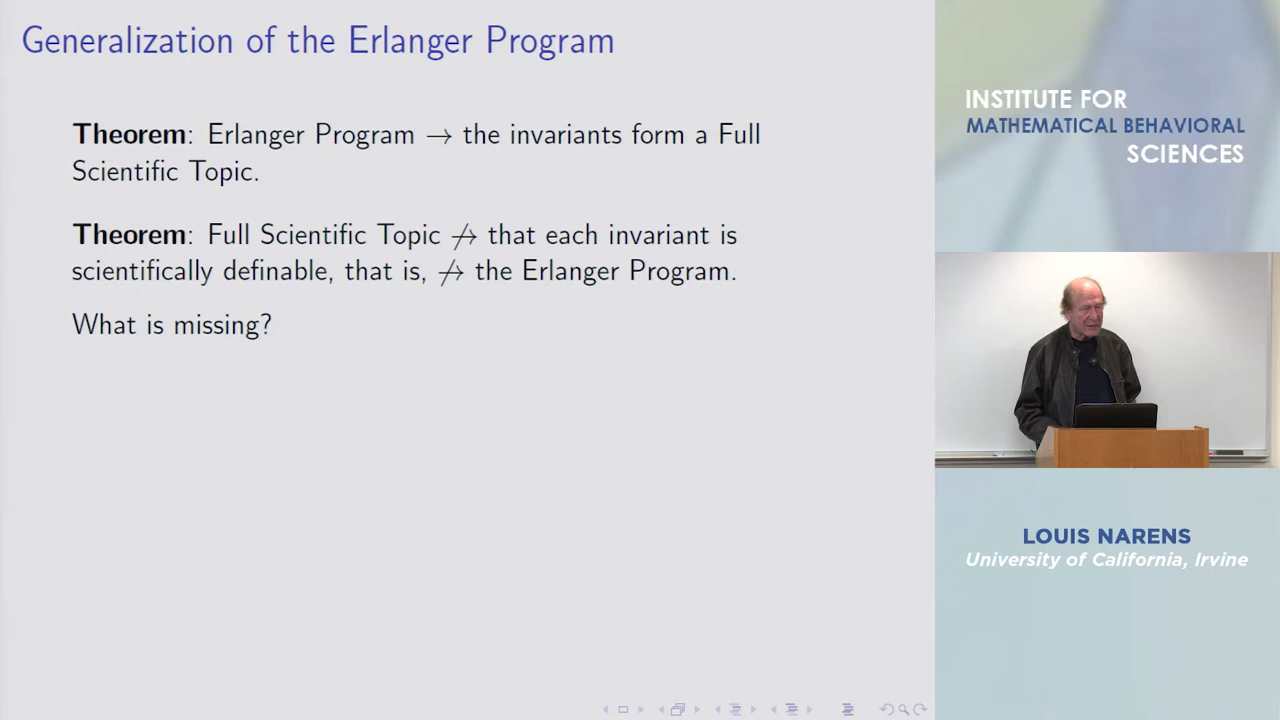 Generalization of the Erlanger Program
Theorem: Erlanger Program → the invariants form a Full
Scientific Topic.
Theorem: Full Scientific Topic ↛ that each invariant is
scientifically definable, that is, ↛ the Erlanger Program.
What is missing?
INSTITUTE FOR
MATHEMATICAL BEHAVIORAL
SCIENCES
LOUIS NARENS
University of California, Irvine